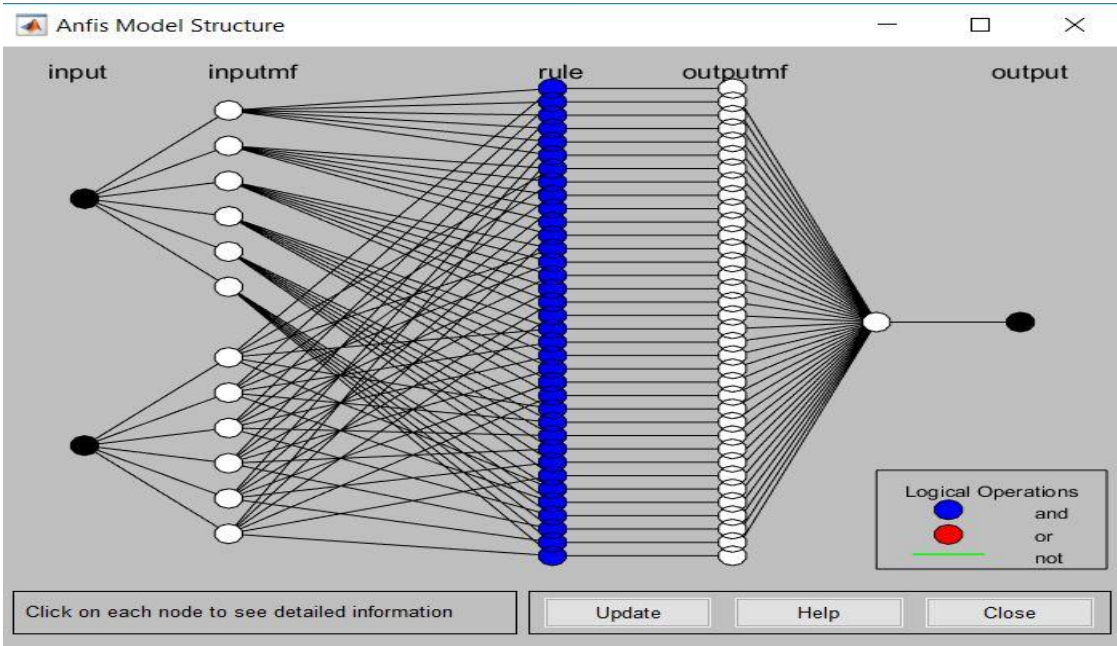 Anfis Model Structure
input inputmf rule outputmf output
Logical Operations
and
or
not
Click on each node to see detailed information
Update Help Close